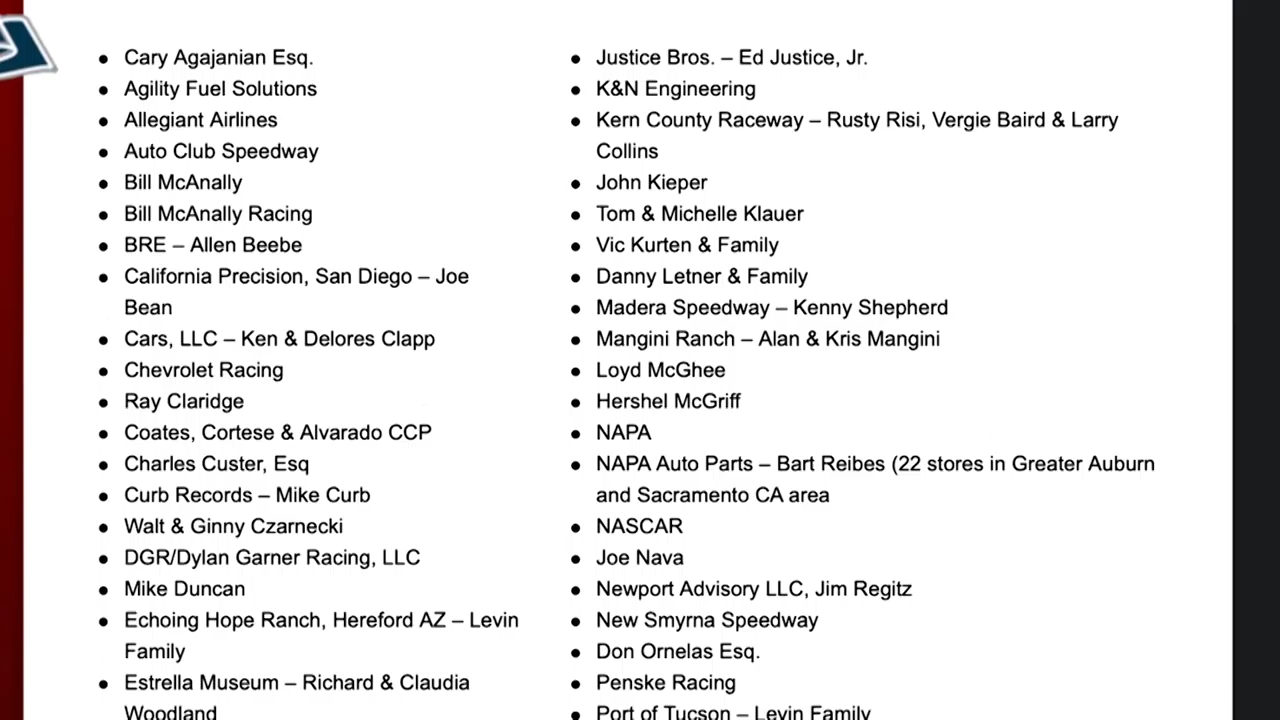 Cary Agajanian Esq.
Agility Fuel Solutions
Allegiant Airlines
Auto Club Speedway
Bill McAnally
Bill McAnally Racing
BRE – Allen Beebe
California Precision, San Diego – Joe
Bean
Cars, LLC – Ken & Delores Clapp
Chevrolet Racing
Ray Claridge
Coates, Cortese & Alvarado CCP
Charles Custer, Esq
Curb Records – Mike Curb
Walt & Ginny Czarnecki
DGR/Dylan Garner Racing, LLC
Mike Duncan
Echoing Hope Ranch, Hereford AZ – Levin
Family
Estrella Museum – Richard & Claudia
Woodland
Justice Bros. – Ed Justice, Jr.
K&N Engineering
Kern County Raceway – Rusty Risi, Vergie Baird & Larry
Collins
John Kieper
Tom & Michelle Klauer
Vic Kurten & Family
Danny Letner & Family
Madera Speedway – Kenny Shepherd
Mangini Ranch – Alan & Kris Mangini
Loyd McGhee
Hershel McGriff
NAPA
NAPA Auto Parts – Bart Reibes (22 stores in Greater Auburn
and Sacramento CA area
NASCAR
Joe Nava
Newport Advisory LLC, Jim Regitz
New Smyrna Speedway
Don Ornelas Esq.
Penske Racing
Port of Tucson – Levin Family